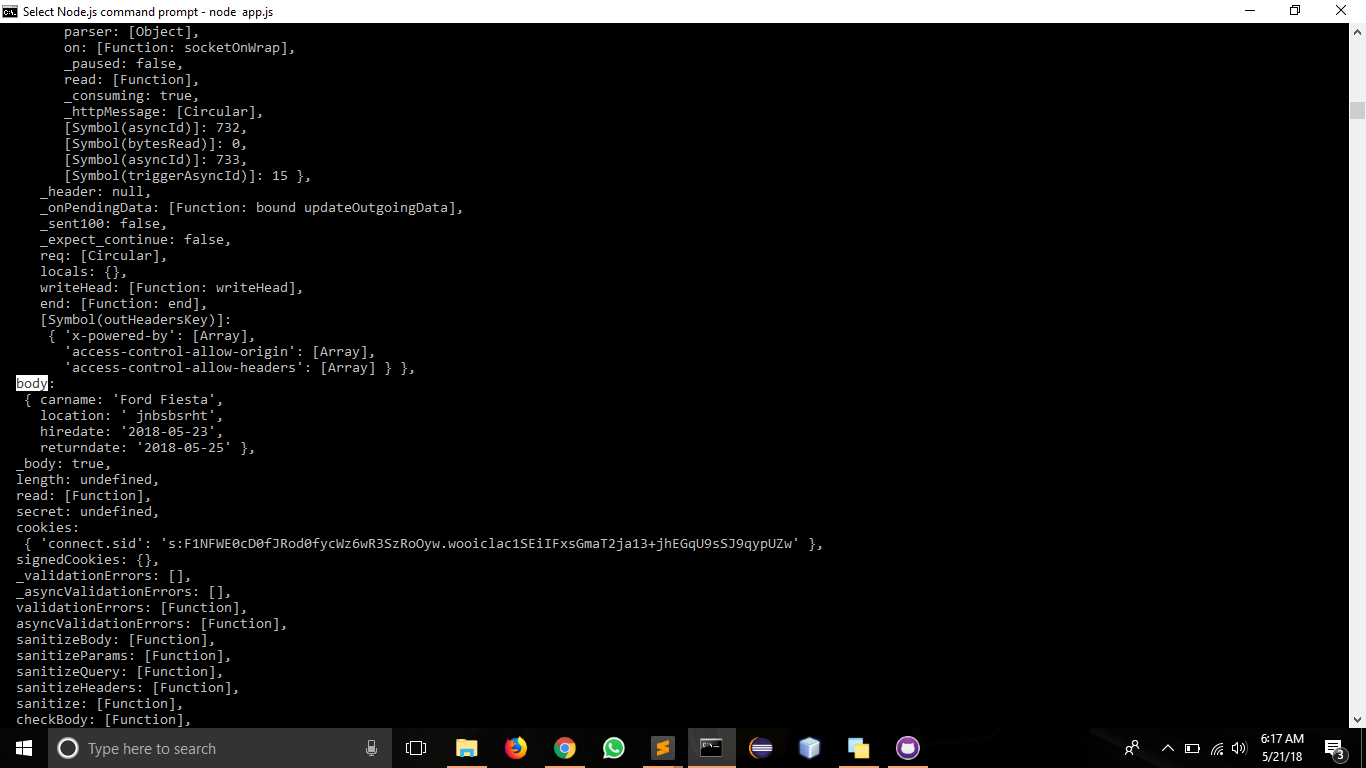 Select Node.js command prompt - node  app.js
parser: [Object],
on: [Function: socketOnWrap],
_paused: false,
read: [Function],
_consuming: true,
_httpMessage: [Circular],
[Symbol(asyncId)]: 732,
[Symbol(bytesRead)]: 0,
[Symbol(asyncId)]: 733,
[Symbol(triggerAsyncId)]: 15 },
_header: null,
_onPendingData: [Function: bound updateOutgoingData],
_sent100: false,
_expect_continue: false,
req: [Circular],
locals: {},
writeHead: [Function: writeHead],
end: [Function: end],
[Symbol(outHeadersKey)]:
{ 'x-powered-by': [Array],
'access-control-allow-origin': [Array],
'access-control-allow-headers': [Array] } },
body:
{ carname: 'Ford Fiesta',
location: ' jnbsbsrht',
hiredate: '2018-05-23',
returndate: '2018-05-25' },
_body: true,
length: undefined,
read: [Function],
secret: undefined,
cookies:
{ 'connect.sid': 's:F1NFWE0cD0fJRod0fycWz6wR3SzRoOyw.wooiclac1SEiIFxsGmaT2ja13+jhEGqU9sSJ9qypUZw' },
signedCookies: {},
_validationErrors: [],
_asyncValidationErrors: [],
validationErrors: [Function],
asyncValidationErrors: [Function],
sanitizeBody: [Function],
sanitizeParams: [Function],
sanitizeQuery: [Function],
sanitizeHeaders: [Function],
sanitize: [Function],
checkBody: [Function],
Type here to search
6:17 AM
5/21/18
3